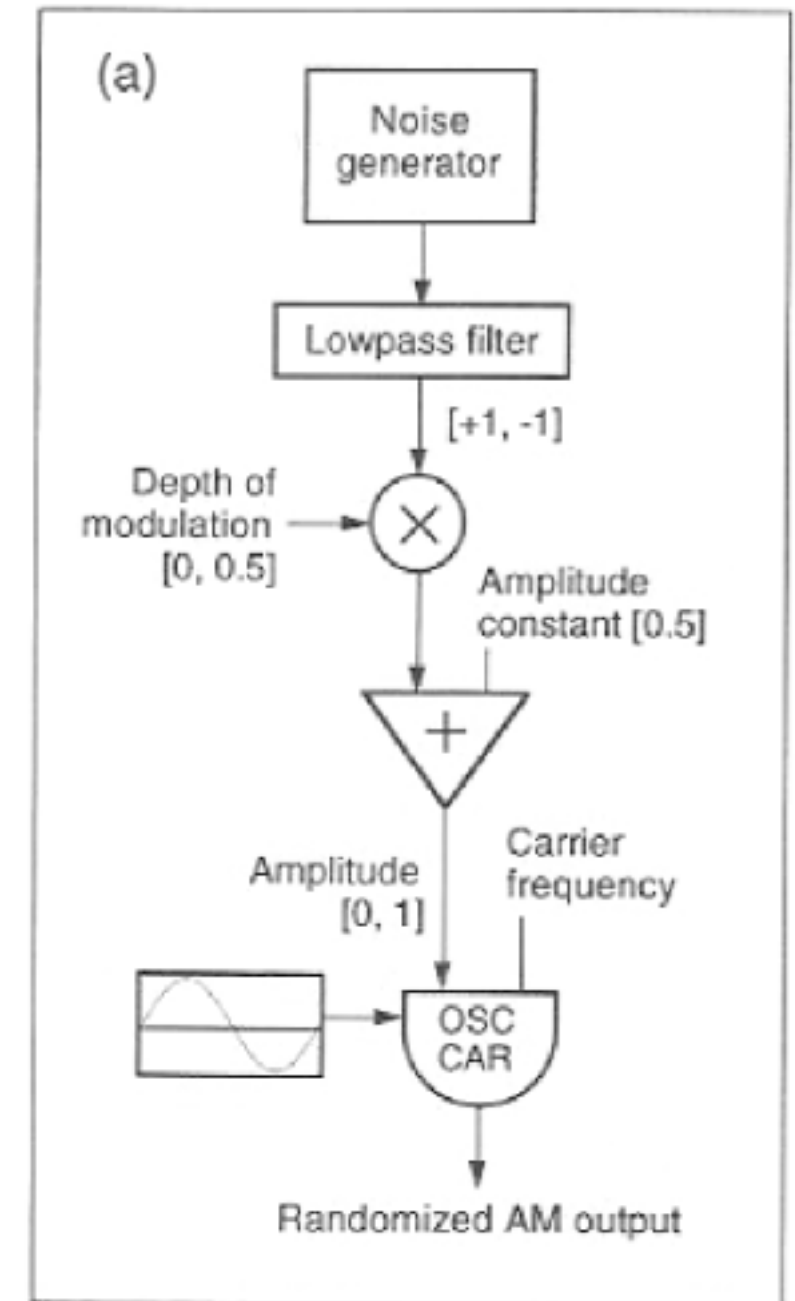 (a)
Noise
generator
Lowpass filter
[+1, -1]
Depth of
modulation
[0, 0.5]
×
Amplitude
constant [0.5]
+
Amplitude
[0, 1]
Carrier
frequency
OSC
CAR
Randomized AM output